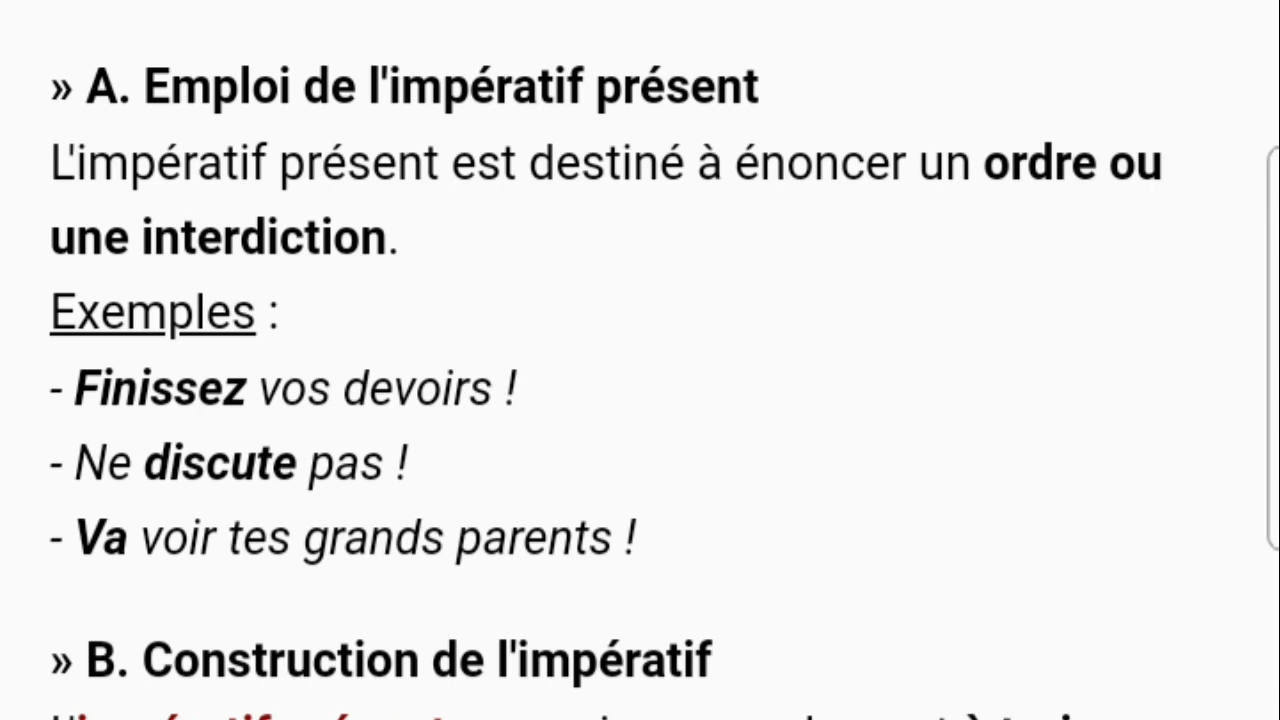 » A. Emploi de l'impératif présent
L'impératif présent est destiné à énoncer un ordre ou
une interdiction.
Exemples :
- Finissez vos devoirs !
- Ne discute pas !
- Va voir tes grands parents !
» B. Construction de l'impératif